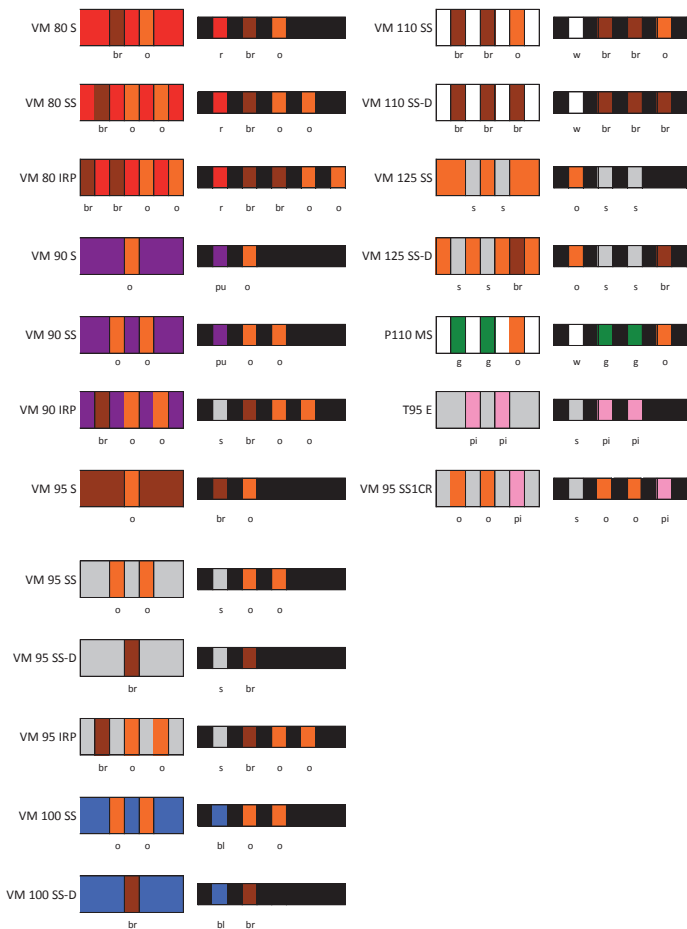 VM 80 S
br o r br o
VM 80 SS
br o o r br o o
VM 80 IRP
br br o o r br br o o
VM 90 S
o pu o
VM 90 SS
o o pu o o
VM 90 IRP
br o o s br o o
VM 95 S
o br o
VM 95 SS
o o s o o
VM 95 SS-D
br s br
VM 95 IRP
br o o s br o o
VM 100 SS
o o bl o o
VM 100 SS-D
br bl br
VM 110 SS
br br o w br br o
VM 110 SS-D
br br br w br br br
VM 125 SS
s s o s s
VM 125 SS-D
s s br o s s br
P110 MS
g g o w g g o
T95 E
pi pi s pi pi
VM 95 SS1CR
o o pi s o o pi